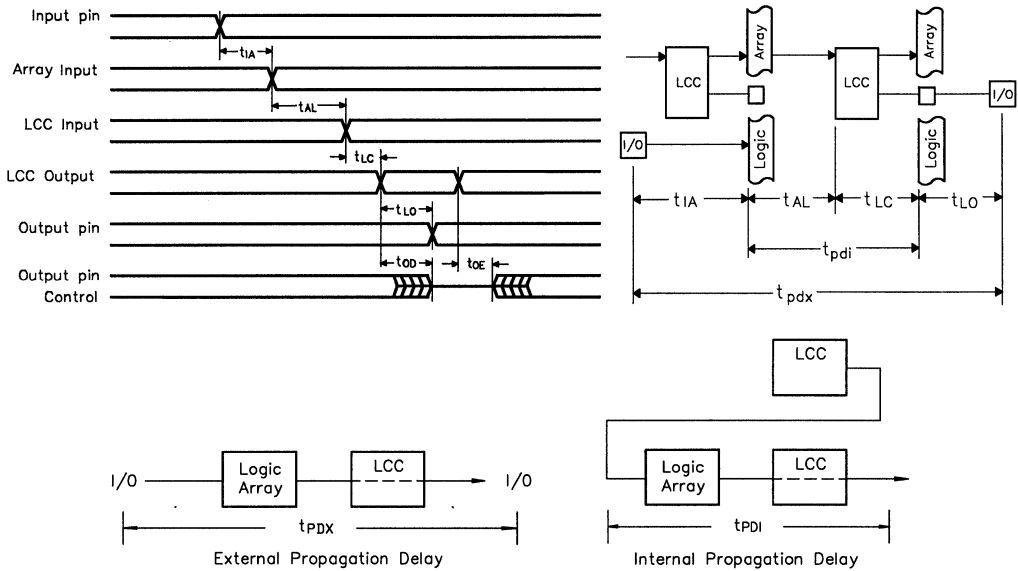 Input pin
tIA
Array Input
tAL
LCC Input
tLC
LCC Output
tLO
Output pin
tOD
tOE
Output pin
Control
LCC
Array
LCC
Array
I/O
I/O
Logic
Logic
tIA
tAL
tLC
tLO
tpdi
tpdx
I/O
Logic
Array
LCC
I/O
tPDX
External Propagation Delay
LCC
Logic
Array
LCC
tPDI
Internal Propagation Delay